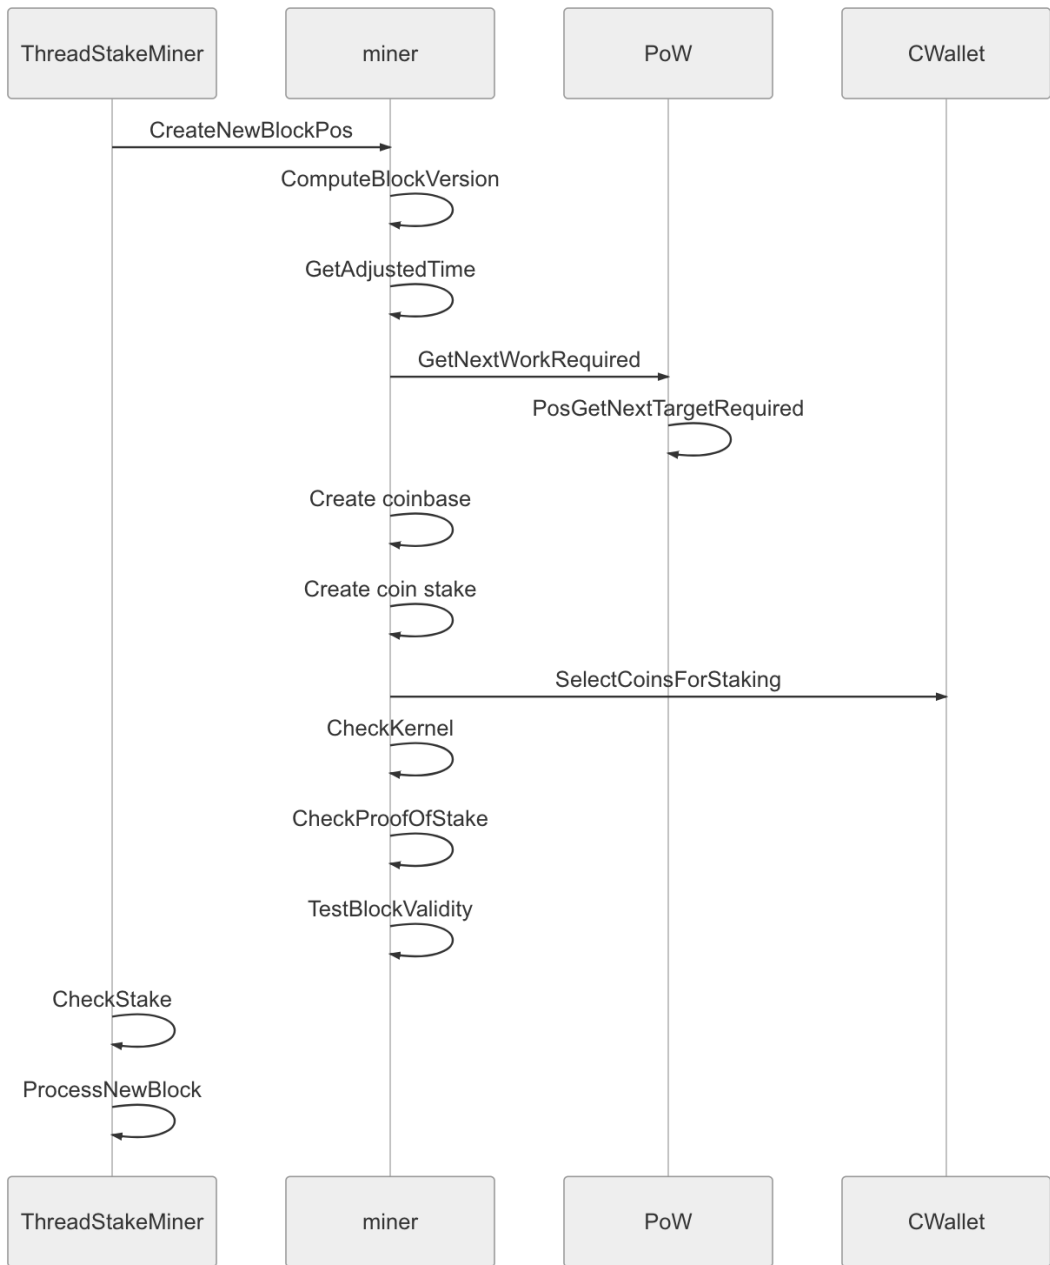 ThreadStakeMiner
miner
PoW
CWallet
CreateNewBlockPos
ComputeBlockVersion
GetAdjustedTime
GetNextWorkRequired
PosGetNextTargetRequired
Create coinbase
Create coin stake
SelectCoinsForStaking
CheckKernel
CheckProofOfStake
TestBlockValidity
CheckStake
ProcessNewBlock
ThreadStakeMiner
miner
PoW
CWallet